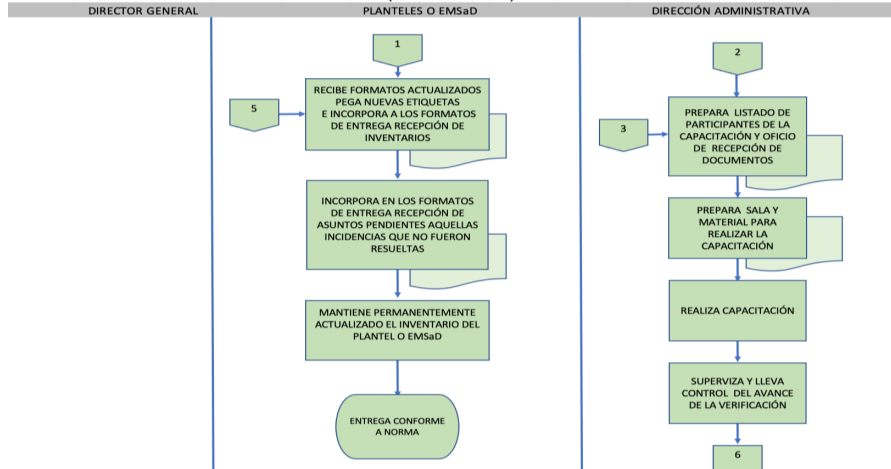 DIRECTOR GENERAL
PLANTELES O EMSaD
DIRECCIÓN ADMINISTRATIVA
1
5
RECIBE FORMATOS ACTUALIZADOS
PEGA NUEVAS ETIQUETAS
E INCORPORA A LOS FORMATOS
DE ENTREGA RECEPCIÓN DE
INVENTARIOS
INCORPORA EN LOS FORMATOS
DE ENTREGA RECEPCIÓN DE
ASUNTOS PENDIENTES AQUELLAS
INCIDENCIAS QUE NO FUERON
RESUELTAS
MANTIENE PERMANENTEMENTE
ACTUALIZADO EL INVENTARIO DEL
PLANTEL O EMSaD
ENTREGA CONFORME
A NORMA
2
3
PREPARA LISTADO DE
PARTICIPANTES DE LA
CAPACITACIÓN Y OFICIO
DE RECEPCIÓN DE
DOCUMENTOS
PREPARA SALA Y
MATERIAL PARA
REALIZAR LA
CAPACITACIÓN
REALIZA CAPACITACIÓN
SUPERVIZA Y LLEVA
CONTROL DEL AVANCE
DE LA VERIFICACIÓN
6